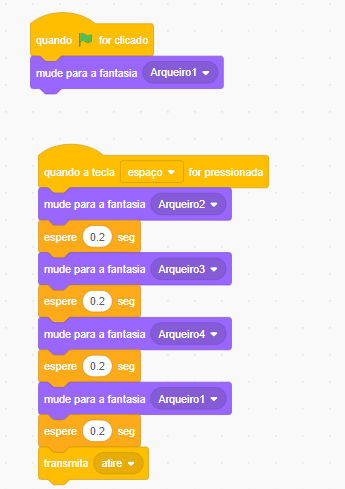 quando for clicado
mude para a fantasia Arqueiro1
quando a tecla espaço for pressionada
mude para a fantasia Arqueiro2
espere 0.2 seg
mude para a fantasia Arqueiro3
espere 0.2 seg
mude para a fantasia Arqueiro4
espere 0.2 seg
mude para a fantasia Arqueiro1
espere 0.2 seg
transmita atire